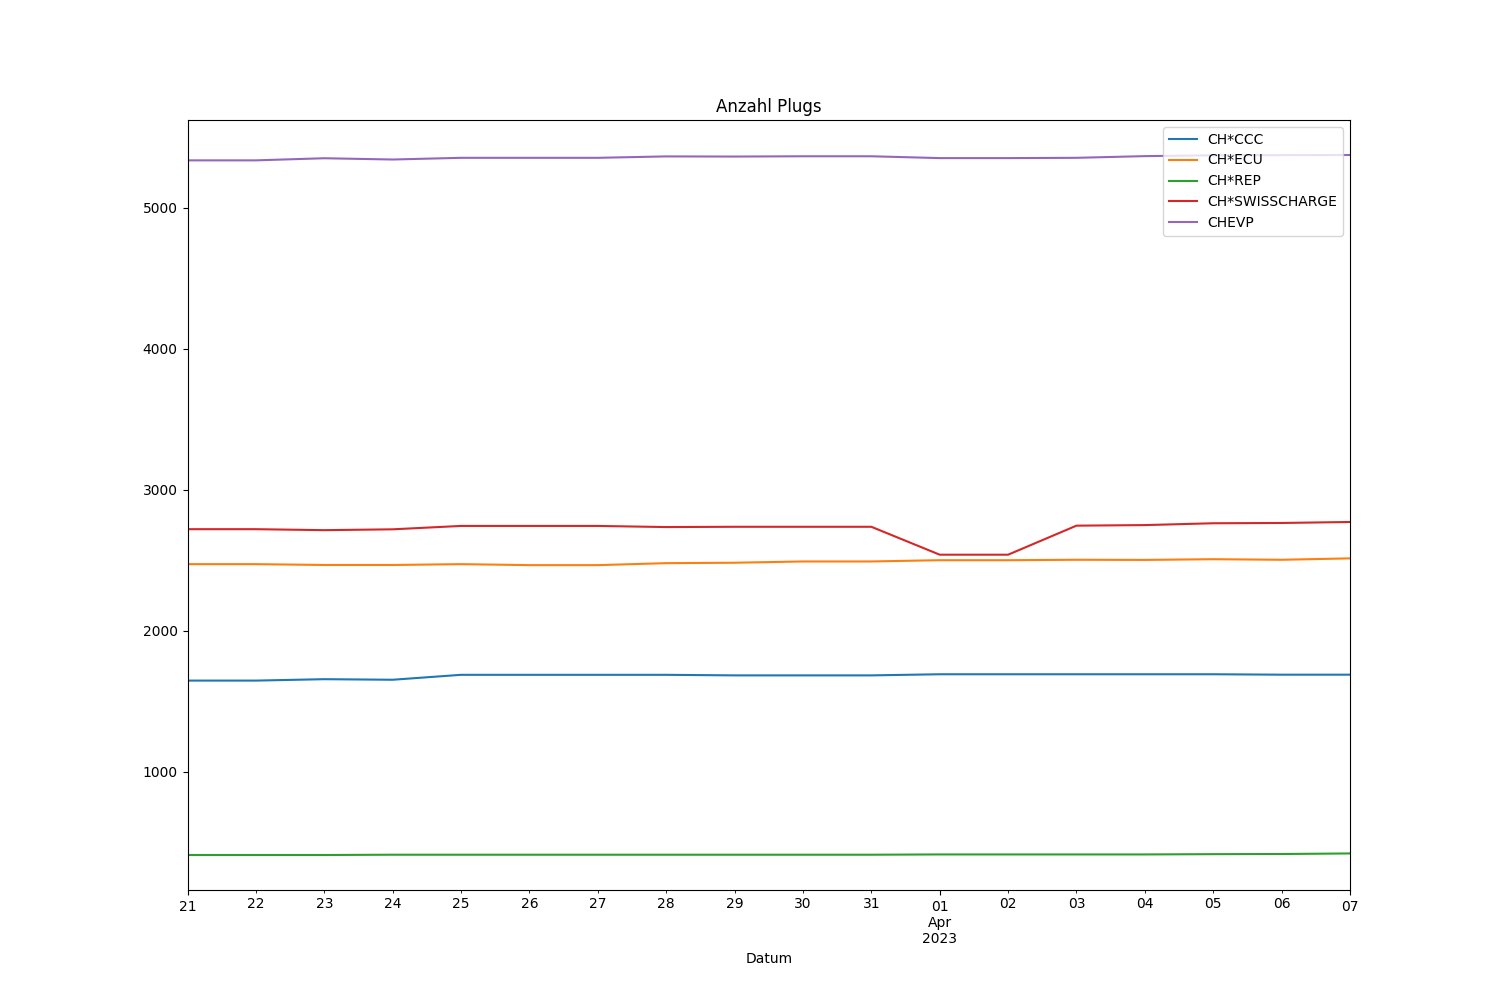 Anzahl Plugs
CH*CCC
CH*ECU
CH*REP
CH*SWISSCHARGE
CHEVP
5000
4000
3000
2000
1000
21 22 23 24 25 26 27 28 29 30 31 01 02 03 04 05 06 07
Apr
2023
Datum